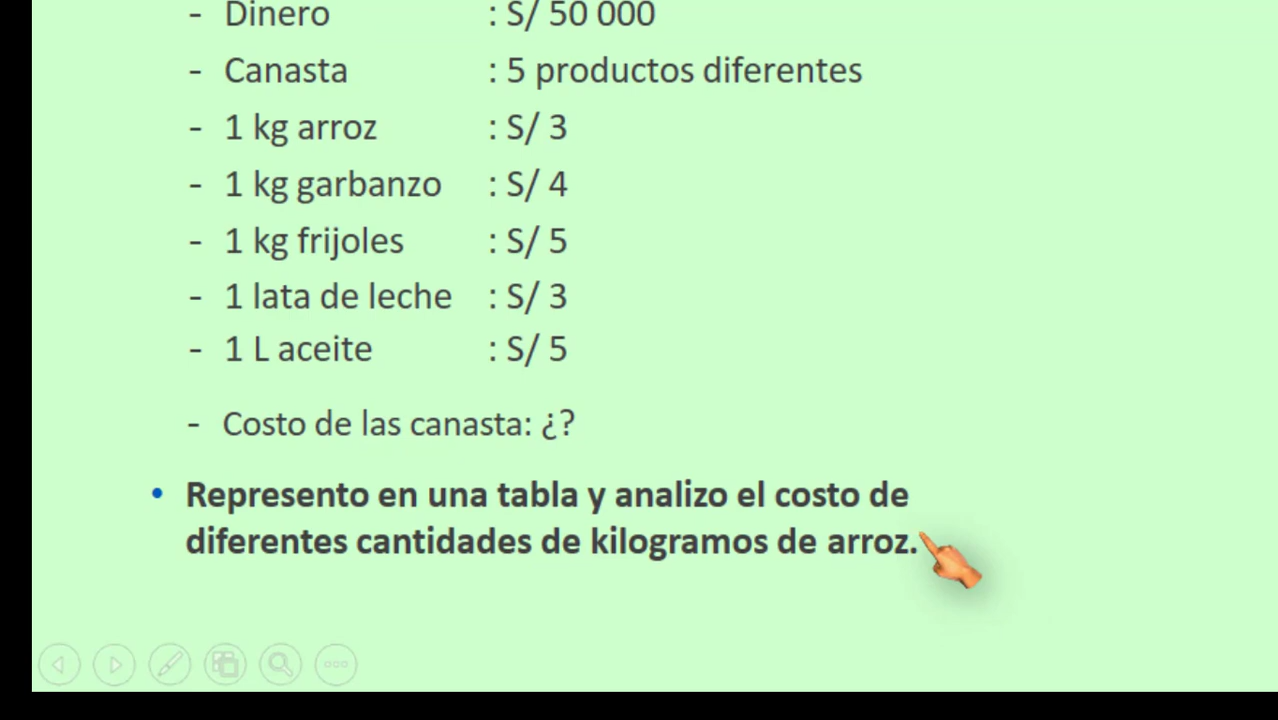 - Dinero : S/ 50 000
- Canasta : 5 productos diferentes
- 1 kg arroz : S/ 3
- 1 kg garbanzo : S/ 4
- 1 kg frijoles : S/ 5
- 1 lata de leche : S/ 3
- 1 L aceite : S/ 5
- Costo de las canasta: ¿?
• Represento en una tabla y analizo el costo de
diferentes cantidades de kilogramos de arroz.